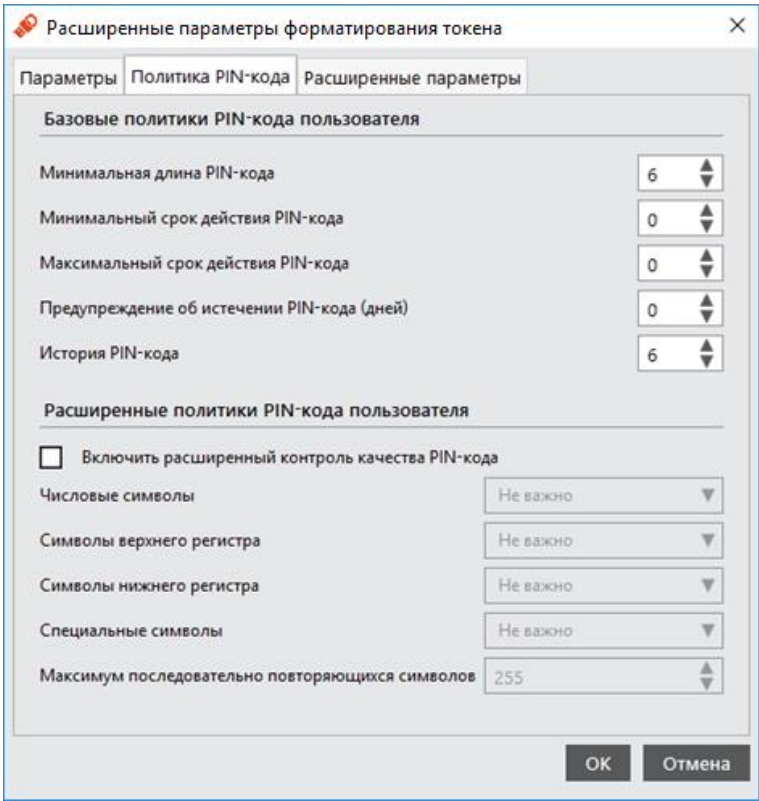 Расширенные параметры форматирования токена
Параметры Политика PIN-кода Расширенные параметры
Базовые политики PIN-кода пользователя
Минимальная длина PIN-кода 6
Минимальный срок действия PIN-кода 0
Максимальный срок действия PIN-кода 0
Предупреждение об истечении PIN-кода (дней) 0
История PIN-кода 6
Расширенные политики PIN-кода пользователя
Включить расширенный контроль качества PIN-кода
Числовые символы Не важно
Символы верхнего регистра Не важно
Символы нижнего регистра Не важно
Специальные символы Не важно
Максимум последовательно повторяющихся символов 255
ОК Отмена